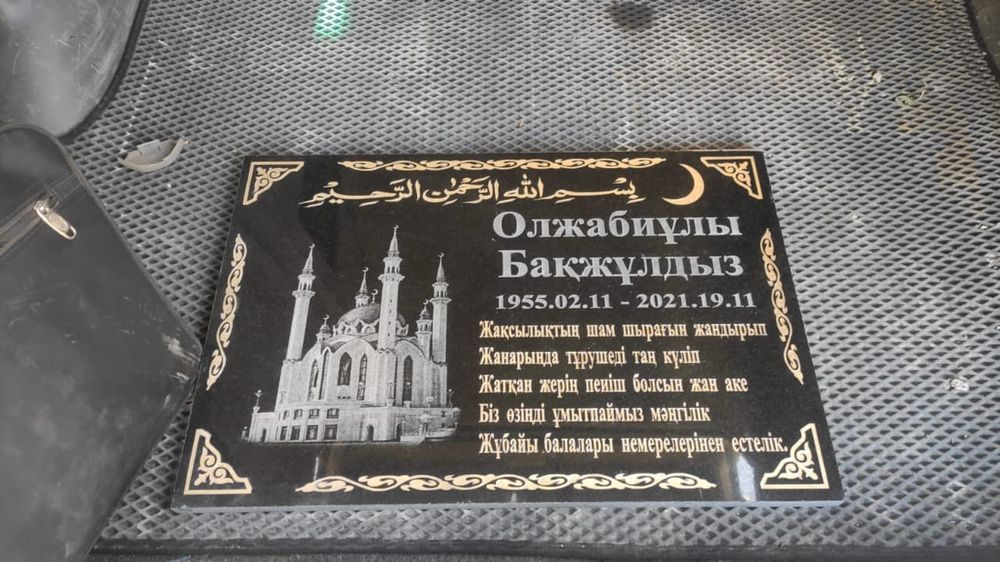 بِسْمِ اللهِ الرَّحْمٰنِ الرَّحِيْمِ
Олжабиұлы
Бақжұлдыз
1955.02.11 - 2021.19.11
Жақсылықтың шам шырағын жандырып
Жанарында тұрушеді таң күліп
Жатқан жерің пейіш болсын жан аке
Біз өзіңді ұмытпаймыз мәңгілік
Жұбайы балалары немерелерінен естелік.